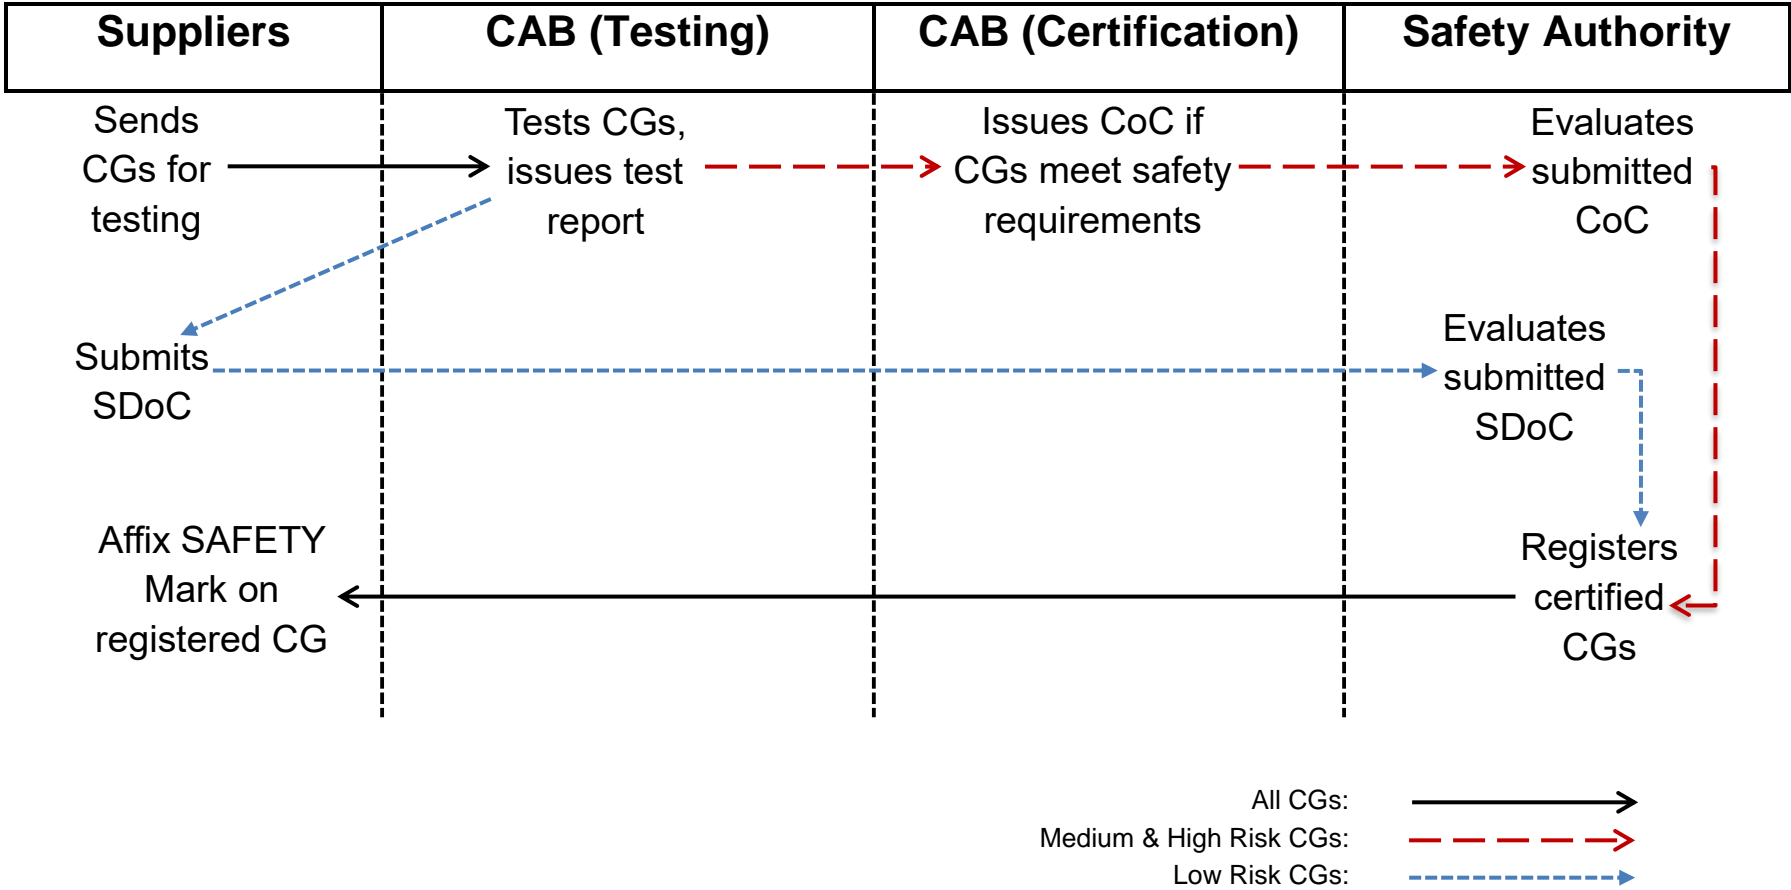 Suppliers
CAB (Testing)
CAB (Certification)
Safety Authority
Sends
CGs for
testing
Tests CGs,
issues test
report
Issues CoC if
CGs meet safety
requirements
Evaluates
submitted
CoC
Submits
SDoC
Evaluates
submitted
SDoC
Affix SAFETY
Mark on
registered CG
Registers
certified
CGs
All CGs:
Medium & High Risk CGs:
Low Risk CGs: